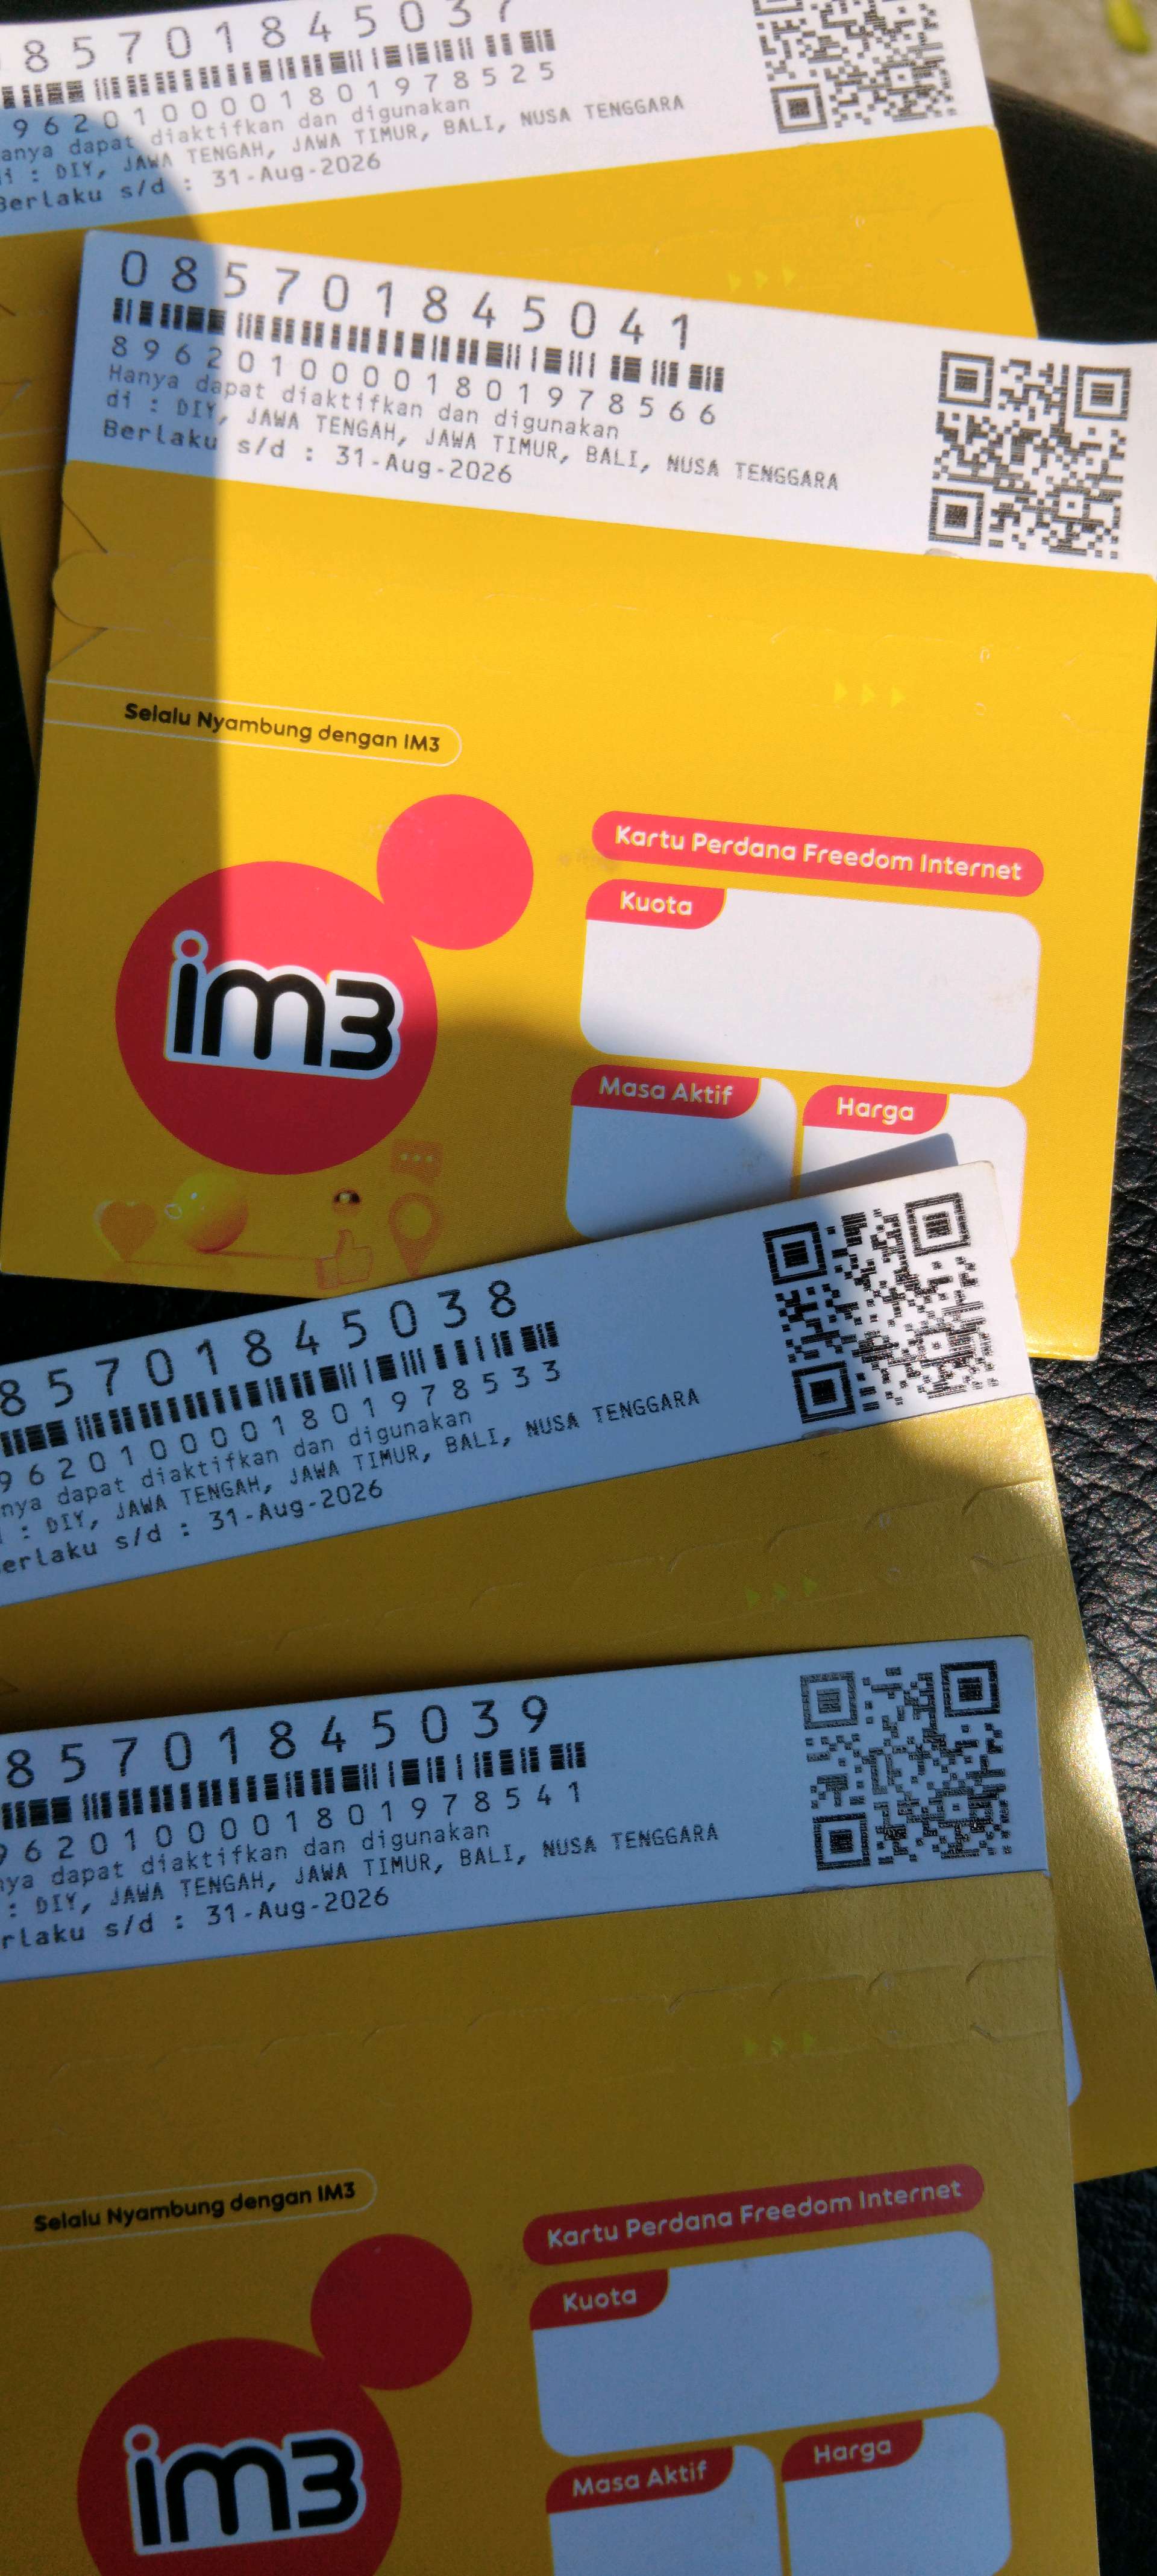 85701845037
9620100001801978525
anya dapat diaktifkan dan digunakan
di : DIY, JAWA TENGAH, JAWA TIMUR, BALI, NUSA TENGGARA
Berlaku s/d : 31-Aug-2026
085701845041
89620100001801978566
Hanya dapat diaktifkan dan digunakan
di : DIY, JAWA TENGAH, JAWA TIMUR, BALI, NUSA TENGGARA
Berlaku s/d : 31-Aug-2026
Selalu Nyambung dengan IM3
Kartu Perdana Freedom Internet
Kuota
im3
Masa Aktif
Harga
85701845038
9620100001801978533
nya dapat diaktifkan dan digunakan
: DIY, JAWA TENGAH, JAWA TIMUR, BALI, NUSA TENGGARA
erlaku s/d : 31-Aug-2026
85701845039
9620100001801978541
nya dapat diaktifkan dan digunakan
: DIY, JAWA TENGAH, JAWA TIMUR, BALI, NUSA TENGGARA
rlaku s/d : 31-Aug-2026
Selalu Nyambung dengan IM3
Kartu Perdana Freedom Internet
Kuota
im3
Masa Aktif
Harga